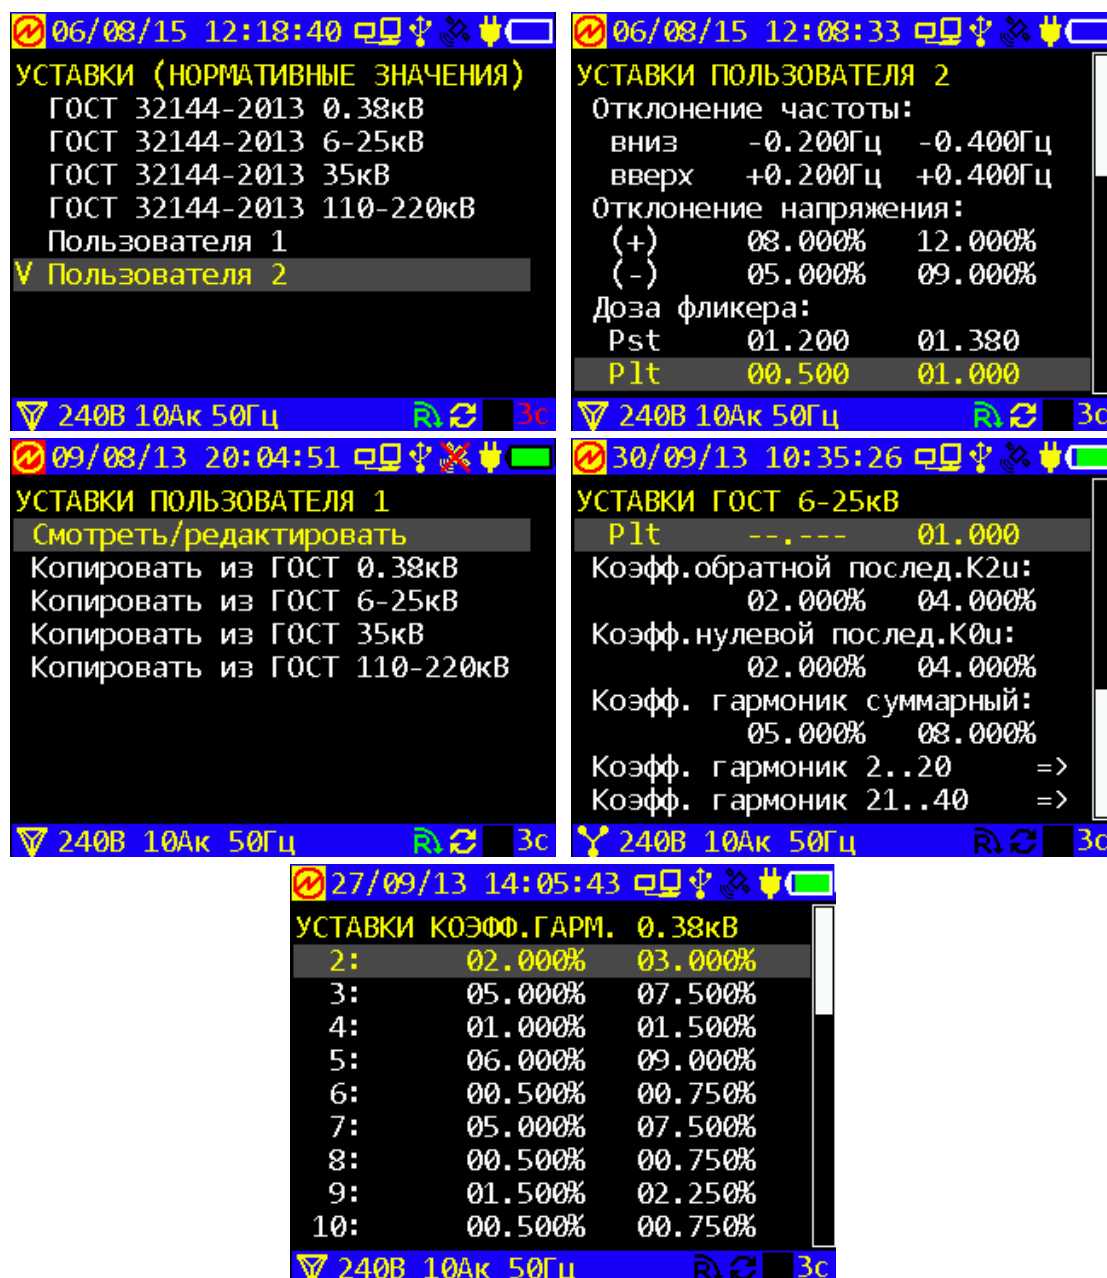 06/08/15 12:18:40
УСТАВКИ (НОРМАТИВНЫЕ ЗНАЧЕНИЯ)
ГОСТ 32144-2013 0.38кВ
ГОСТ 32144-2013 6-25кВ
ГОСТ 32144-2013 35кВ
ГОСТ 32144-2013 110-220кВ
Пользователя 1
V Пользователя 2
240В 10Ак 50Гц R 3с
06/08/15 12:08:33
УСТАВКИ ПОЛЬЗОВАТЕЛЯ 2
Отклонение частоты:
вниз -0.200Гц -0.400Гц
вверх +0.200Гц +0.400Гц
Отклонение напряжения:
(+) 08.000% 12.000%
(-) 05.000% 09.000%
Доза фликера:
Pst 01.200 01.380
Plt 00.500 01.000
240В 10Ак 50Гц R 3с
09/08/13 20:04:51
УСТАВКИ ПОЛЬЗОВАТЕЛЯ 1
Смотреть/редактировать
Копировать из ГОСТ 0.38кВ
Копировать из ГОСТ 6-25кВ
Копировать из ГОСТ 35кВ
Копировать из ГОСТ 110-220кВ
240В 10Ак 50Гц R 3с
30/09/13 10:35:26
УСТАВКИ ГОСТ 6-25кВ
Plt --.--- 01.000
Коэфф.обратной послед.K2u:
02.000% 04.000%
Коэфф.нулевой послед.K0u:
02.000% 04.000%
Коэфф. гармоник суммарный:
05.000% 08.000%
Коэфф. гармоник 2..20 =>
Коэфф. гармоник 21..40 =>
240В 10Ак 50Гц R 3с
27/09/13 14:05:43
УСТАВКИ КОЭФФ.ГАРМ. 0.38кВ
2: 02.000% 03.000%
3: 05.000% 07.500%
4: 01.000% 01.500%
5: 06.000% 09.000%
6: 00.500% 00.750%
7: 05.000% 07.500%
8: 00.500% 00.750%
9: 01.500% 02.250%
10: 00.500% 00.750%
240В 10Ак 50Гц R 3с